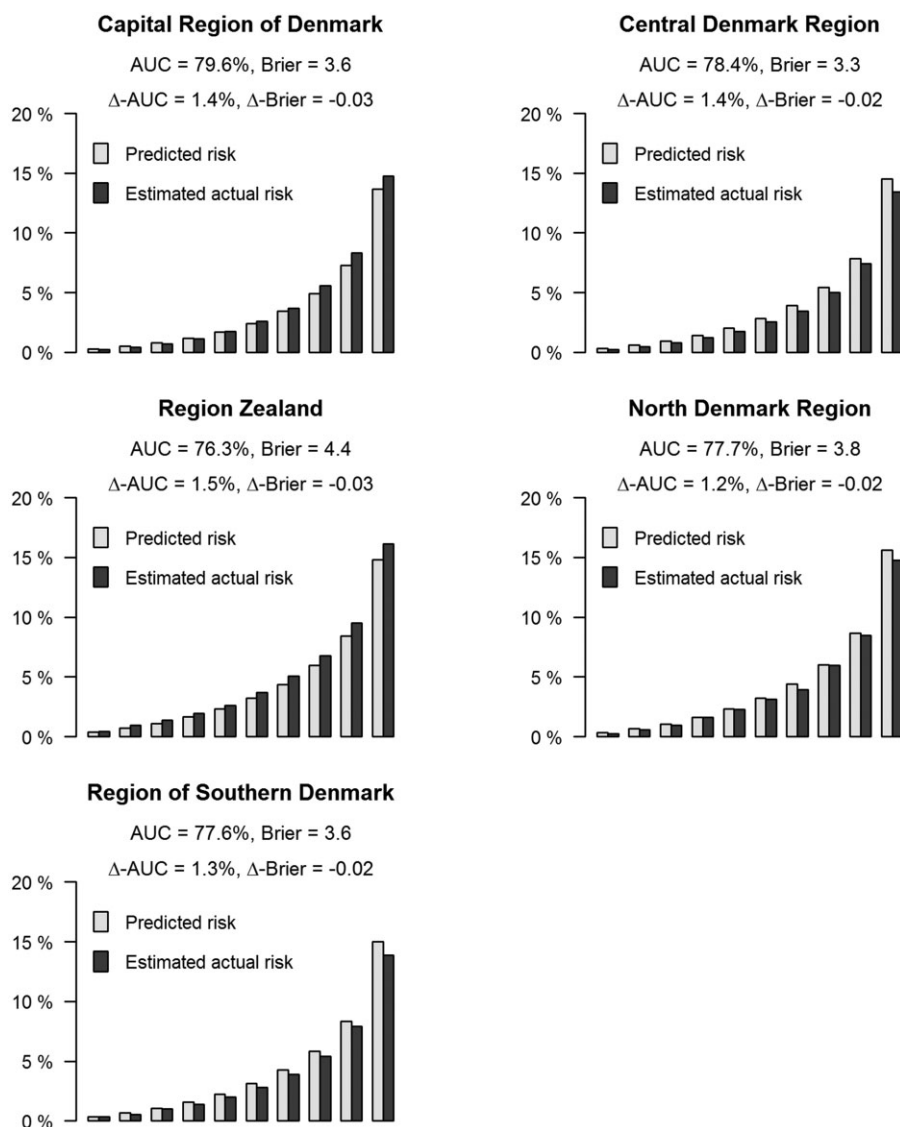 Capital Region of Denmark
AUC = 79.6%, Brier = 3.6
Δ-AUC = 1.4%, Δ-Brier = -0.03
20 %
15 %
10 %
5 %
0 %
Predicted risk
Estimated actual risk
Central Denmark Region
AUC = 78.4%, Brier = 3.3
Δ-AUC = 1.4%, Δ-Brier = -0.02
20 %
15 %
10 %
5 %
0 %
Predicted risk
Estimated actual risk
Region Zealand
AUC = 76.3%, Brier = 4.4
Δ-AUC = 1.5%, Δ-Brier = -0.03
20 %
15 %
10 %
5 %
0 %
Predicted risk
Estimated actual risk
North Denmark Region
AUC = 77.7%, Brier = 3.8
Δ-AUC = 1.2%, Δ-Brier = -0.02
20 %
15 %
10 %
5 %
0 %
Predicted risk
Estimated actual risk
Region of Southern Denmark
AUC = 77.6%, Brier = 3.6
Δ-AUC = 1.3%, Δ-Brier = -0.02
20 %
15 %
10 %
5 %
0 %
Predicted risk
Estimated actual risk